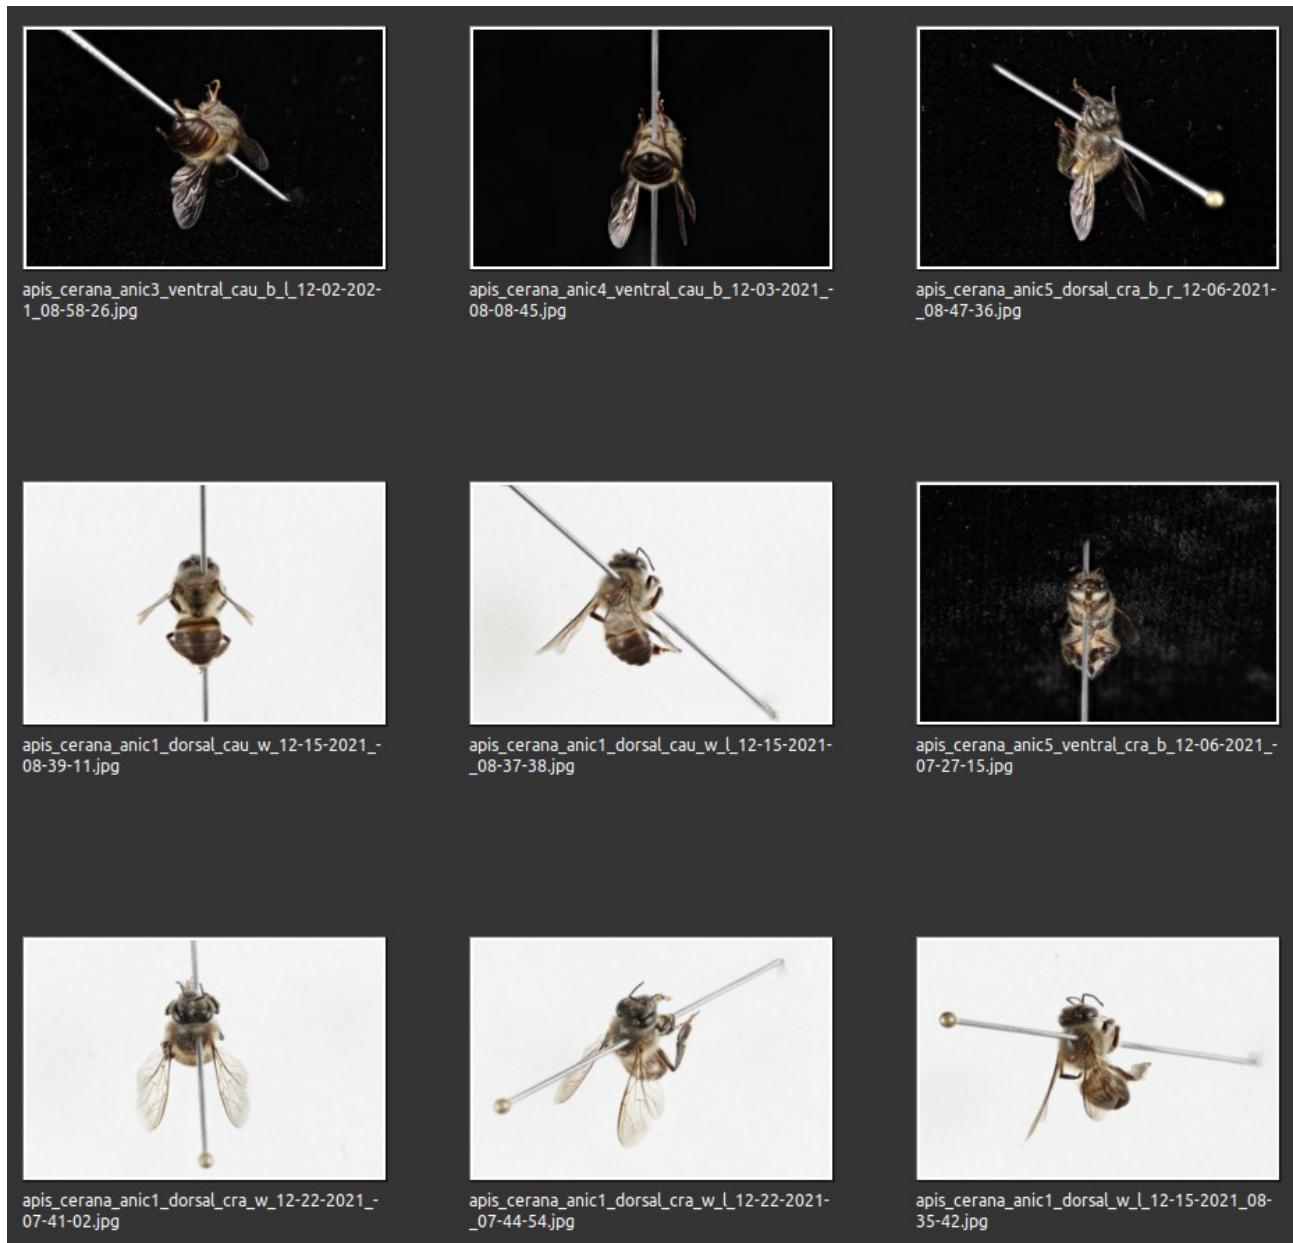 apis_cerana_anic3_ventral_cau_b_l_12-02-202-
1_08-58-26.jpg
apis_cerana_anic4_ventral_cau_b_12-03-2021_-
08-08-45.jpg
apis_cerana_anic5_dorsal_cra_b_r_12-06-2021-
_08-47-36.jpg
apis_cerana_anic1_dorsal_cau_w_12-15-2021_-
08-39-11.jpg
apis_cerana_anic1_dorsal_cau_w_l_12-15-2021-
_08-37-38.jpg
apis_cerana_anic5_ventral_cra_b_12-06-2021_-
07-27-15.jpg
apis_cerana_anic1_dorsal_cra_w_12-22-2021_-
07-41-02.jpg
apis_cerana_anic1_dorsal_cra_w_l_12-22-2021-
_07-44-54.jpg
apis_cerana_anic1_dorsal_w_l_12-15-2021_08-
35-42.jpg